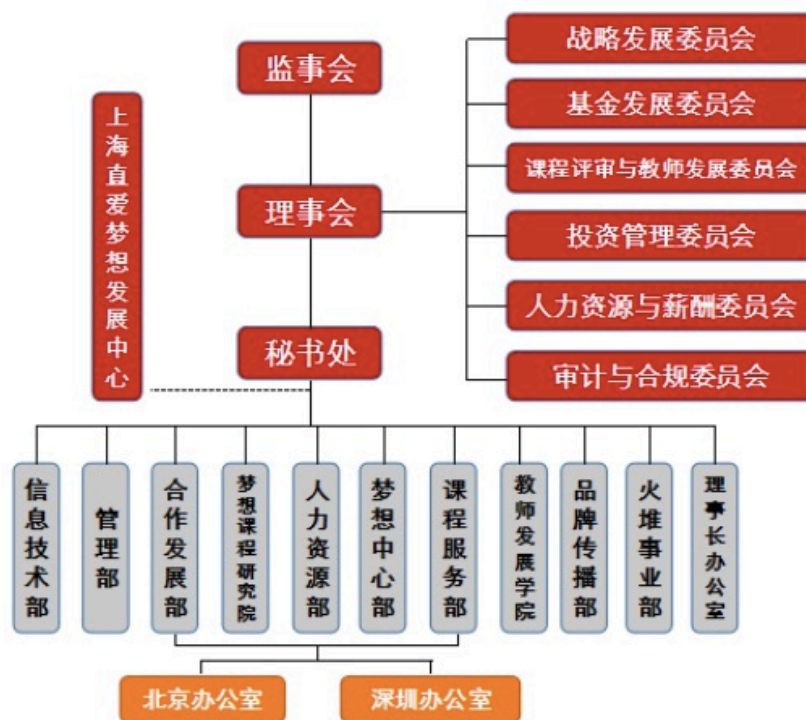 监事会
战略发展委员会
基金发展委员会
上海直爱梦想发展中心
课程评审与教师发展委员会
理事会
投资管理委员会
人力资源与薪酬委员会
秘书处
审计与合规委员会
信息技术部
管理部
合作发展部
梦想课程研究院
人力资源部
梦想中心部
课程服务部
教师发展学院
品牌传播部
火堆事业部
理事长办公室
北京办公室
深圳办公室